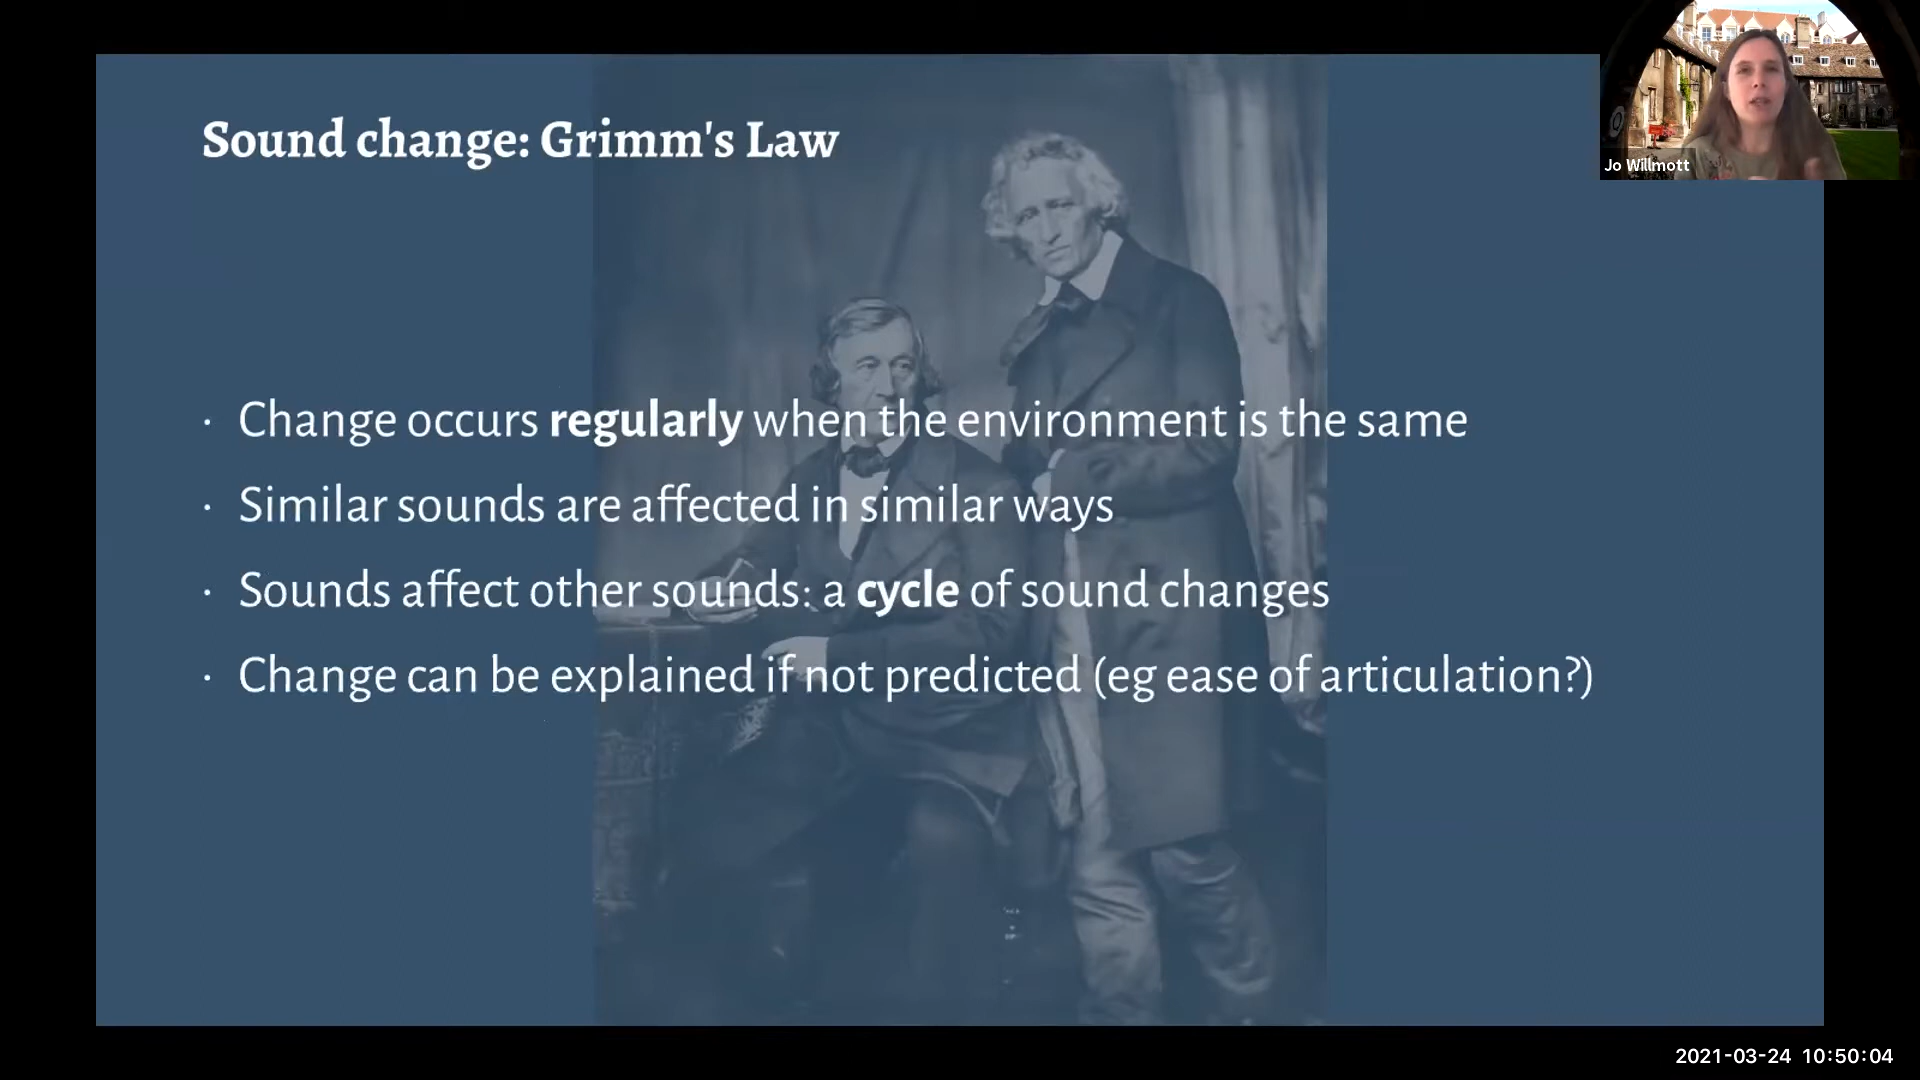 Sound change: Grimm's Law
Jo Willmott
· Change occurs regularly when the environment is the same
· Similar sounds are affected in similar ways
· Sounds affect other sounds: a cycle of sound changes
· Change can be explained if not predicted (eg ease of articulation?)
2021-03-24 10:50:04